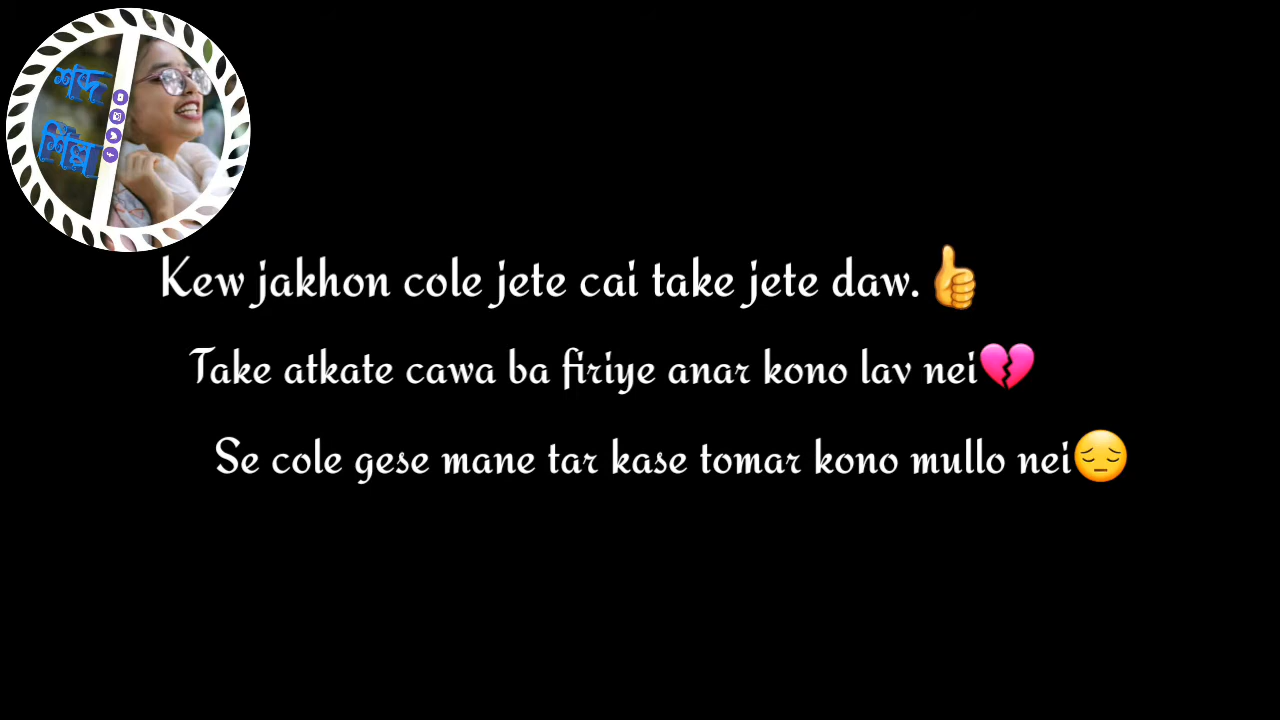 শব্দ
শিল্প
Kew jakhon cole jete cai take jete daw. 👍
Take atkate cawa ba firiye anar kono lav nei💔
Se cole gese mane tar kase tomar kono mullo nei😔